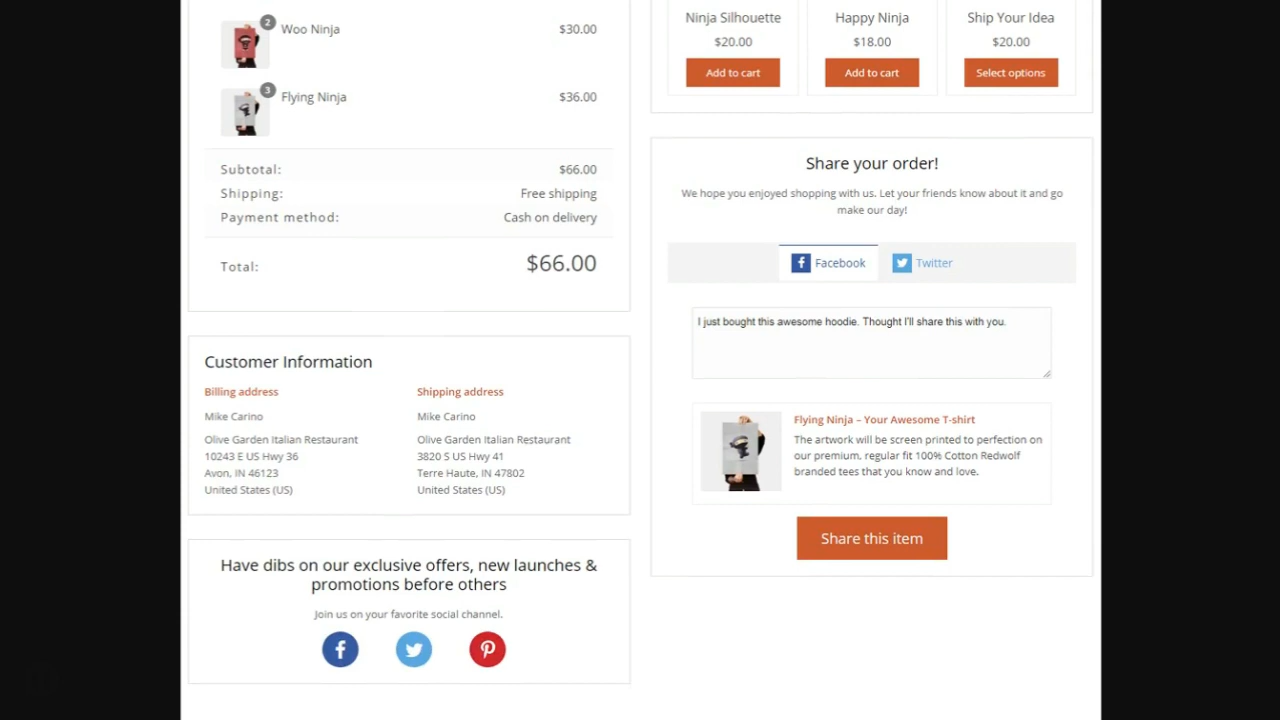 2
Woo Ninja $30.00
3
Flying Ninja $36.00
Subtotal: $66.00
Shipping: Free shipping
Payment method: Cash on delivery
Total: $66.00
Customer Information
Billing address Shipping address
Mike Carino Mike Carino
Olive Garden Italian Restaurant Olive Garden Italian Restaurant
10243 E US Hwy 36 3820 S US Hwy 41
Avon, IN 46123 Terre Haute, IN 47802
United States (US) United States (US)
Have dibs on our exclusive offers, new launches &
promotions before others
Join us on your favorite social channel.
Ninja Silhouette Happy Ninja Ship Your Idea
$20.00 $18.00 $20.00
Add to cart Add to cart Select options
Share your order!
We hope you enjoyed shopping with us. Let your friends know about it and go
make our day!
Facebook Twitter
I just bought this awesome hoodie. Thought I'll share this with you.
Flying Ninja – Your Awesome T-shirt
The artwork will be screen printed to perfection on
our premium, regular fit 100% Cotton Redwolf
branded tees that you know and love.
Share this item